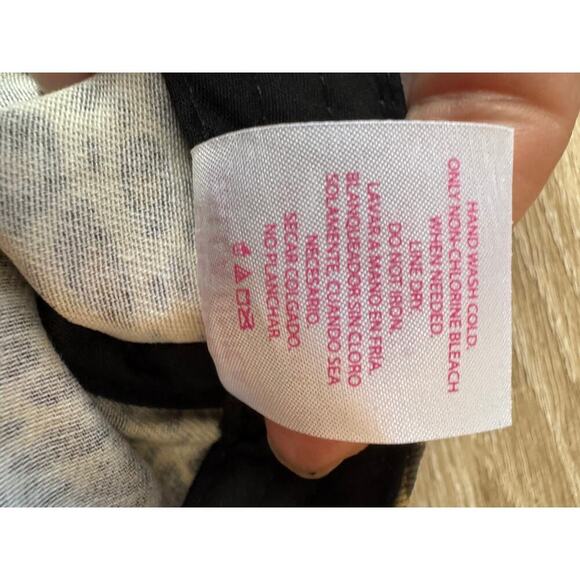 HAND WASH COLD.
ONLY NON-CHLORINE BLEACH
WHEN NEEDED.
LINE DRY.
DO NOT IRON.
LAVAR A MANO EN FRIA.
BLANQUEADOR SIN CLORO
SOLAMENTE, CUANDO SEA
NECESARIO.
SECAR COLGADO.
NO PLANCHAR.